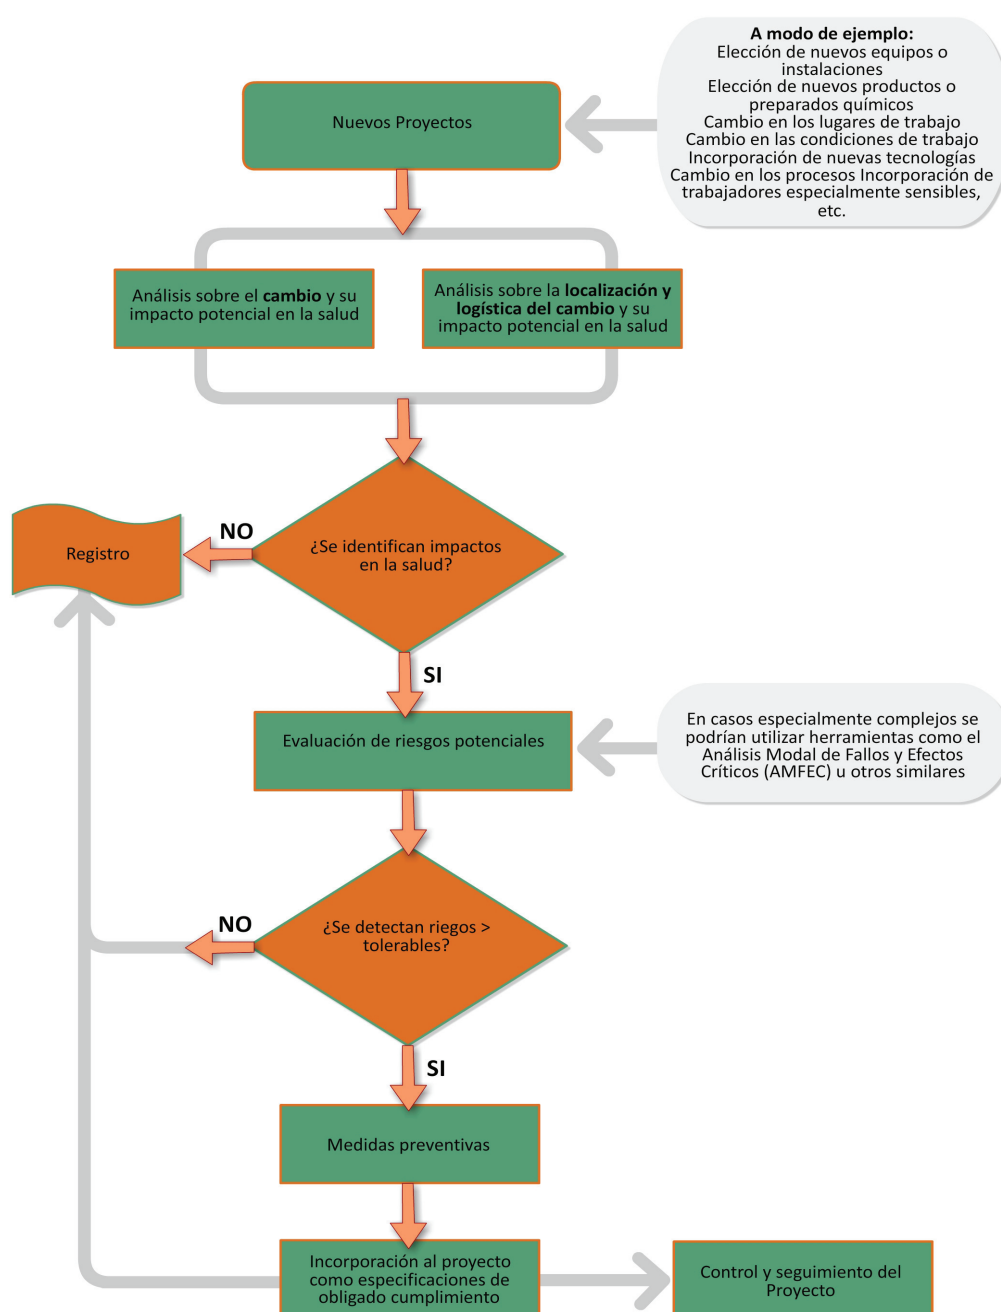 A modo de ejemplo:
Elección de nuevos equipos o
instalaciones
Elección de nuevos productos o
preparados químicos
Cambio en los lugares de trabajo
Cambio en las condiciones de trabajo
Incorporación de nuevas tecnologías
Cambio en los procesos Incorporación de
trabajadores especialmente sensibles,
etc.
Nuevos Proyectos
Análisis sobre el cambio y su
impacto potencial en la salud
Análisis sobre la localización y
logística del cambio y su
impacto potencial en la salud
¿Se identifican impactos
en la salud?
NO
Registro
SI
Evaluación de riesgos potenciales
En casos especialmente complejos se
podrían utilizar herramientas como el
Análisis Modal de Fallos y Efectos
Críticos (AMFEC) u otros similares
¿Se detectan riegos >
tolerables?
NO
SI
Medidas preventivas
Incorporación al proyecto
como especificaciones de
obligado cumplimiento
Control y seguimiento del
Proyecto